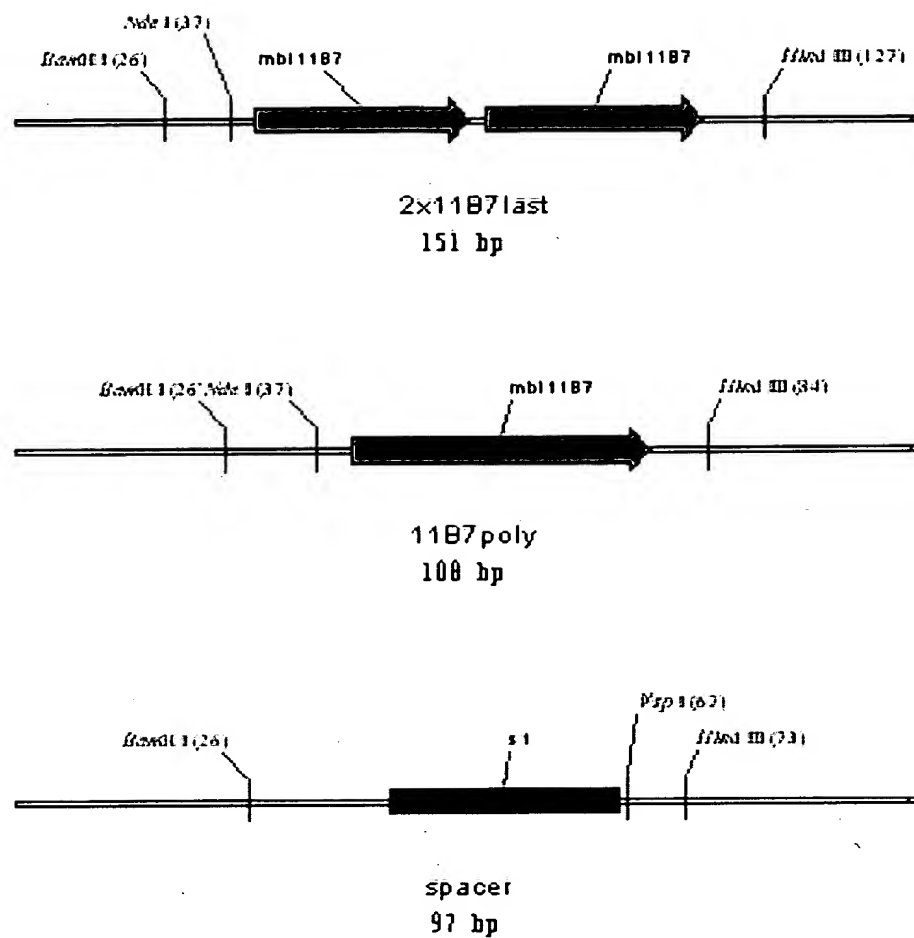 Nde I (37)
BamH I (26)
mbl11B7
mbl11B7
Hind III (127)
2x11B7last
151 bp
BamH I (26)
Nde I (37)
mbl11B7
Hind III (84)
11B7poly
108 bp
BamH I (26)
s1
Vsp I (67)
Hind III (73)
spacer
97 bp